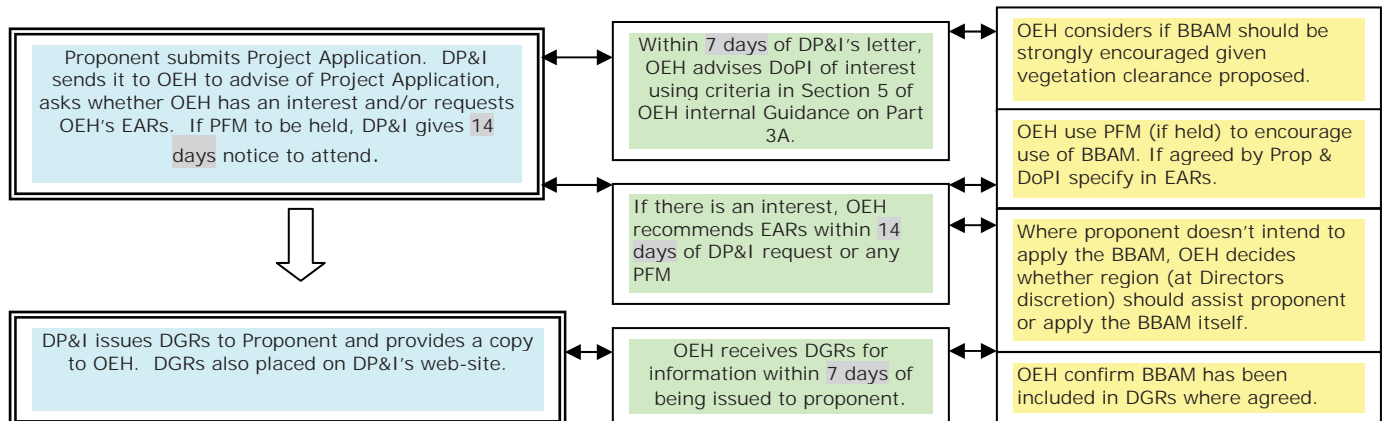 Proponent submits Project Application. DP&I
sends it to OEH to advise of Project Application,
asks whether OEH has an interest and/or requests
OEH's EARs. If PFM to be held, DP&I gives 14
days notice to attend.
Within 7 days of DP&I's letter,
OEH advises DoPI of interest
using criteria in Section 5 of
OEH internal Guidance on Part
3A.
OEH considers if BBAM should be
strongly encouraged given
vegetation clearance proposed.
OEH use PFM (if held) to encourage
use of BBAM. If agreed by Prop &
DoPI specify in EARs.
If there is an interest, OEH
recommends EARs within 14
days of DP&I request or any
PFM
Where proponent doesn't intend to
apply the BBAM, OEH decides
whether region (at Directors
discretion) should assist proponent
or apply the BBAM itself.
DP&I issues DGRs to Proponent and provides a copy
to OEH. DGRs also placed on DP&I's web-site.
OEH receives DGRs for
information within 7 days of
being issued to proponent.
OEH confirm BBAM has been
included in DGRs where agreed.